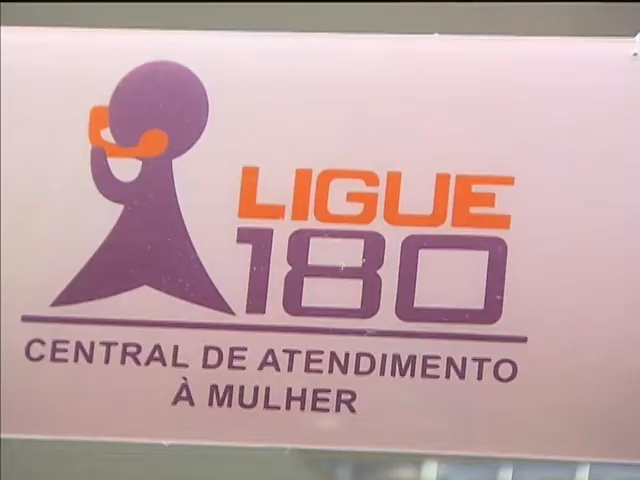 LIGUE
180
CENTRAL DE ATENDIMENTO
À MULHER